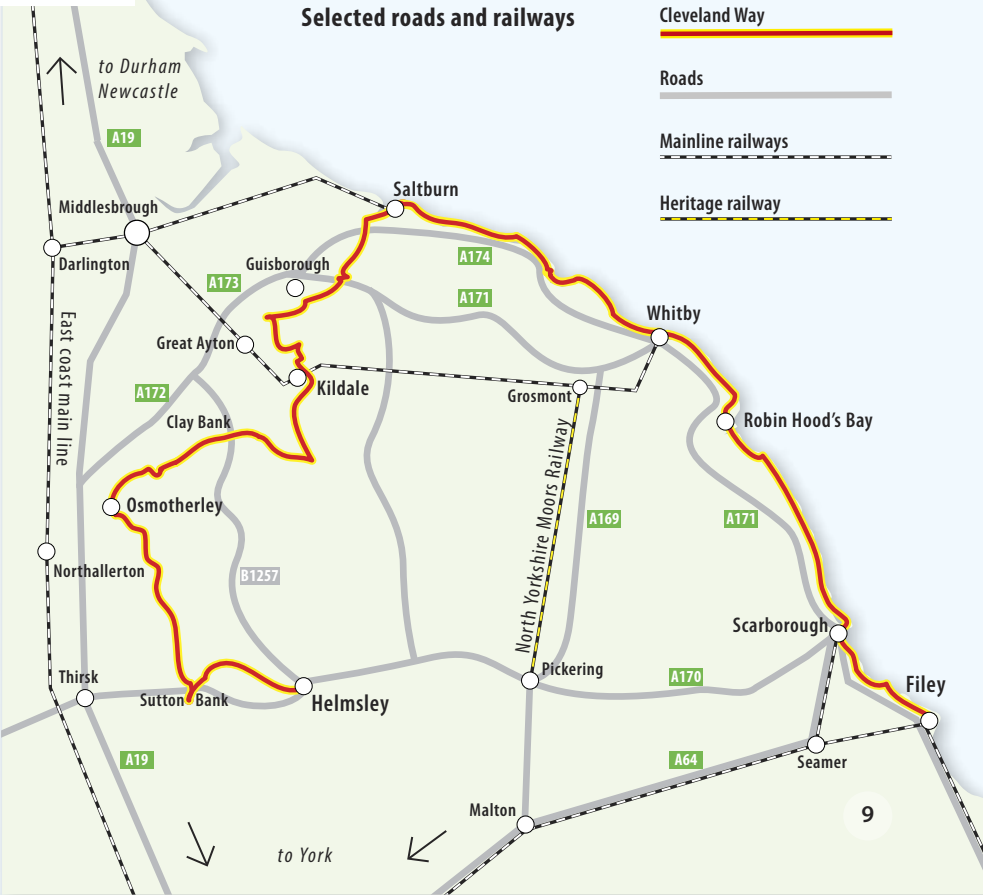 Selected roads and railways
Cleveland Way
Roads
Mainline railways
Heritage railway
to Durham
Newcastle
A19
Middlesbrough
Saltburn
Darlington
Guisborough
A173
A174
A171
Whitby
East coast main line
Great Ayton
Kildale
Grosmont
A172
Clay Bank
Robin Hood's Bay
Osmotherley
North Yorkshire Moors Railway
A169
A171
Northallerton
B1257
Scarborough
Thirsk
Sutton Bank
Helmsley
Pickering
A170
Filey
A19
A64
Seamer
Malton
9
to York